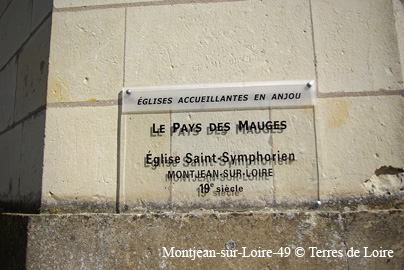 ÉGLISES ACCUEILLANTES EN ANJOU
LE PAYS DES MAUGES
Église Saint-Symphorien
MONTJEAN-SUR-LOIRE
19e siècle
Montjean-sur-Loire-49 © Terres de Loire